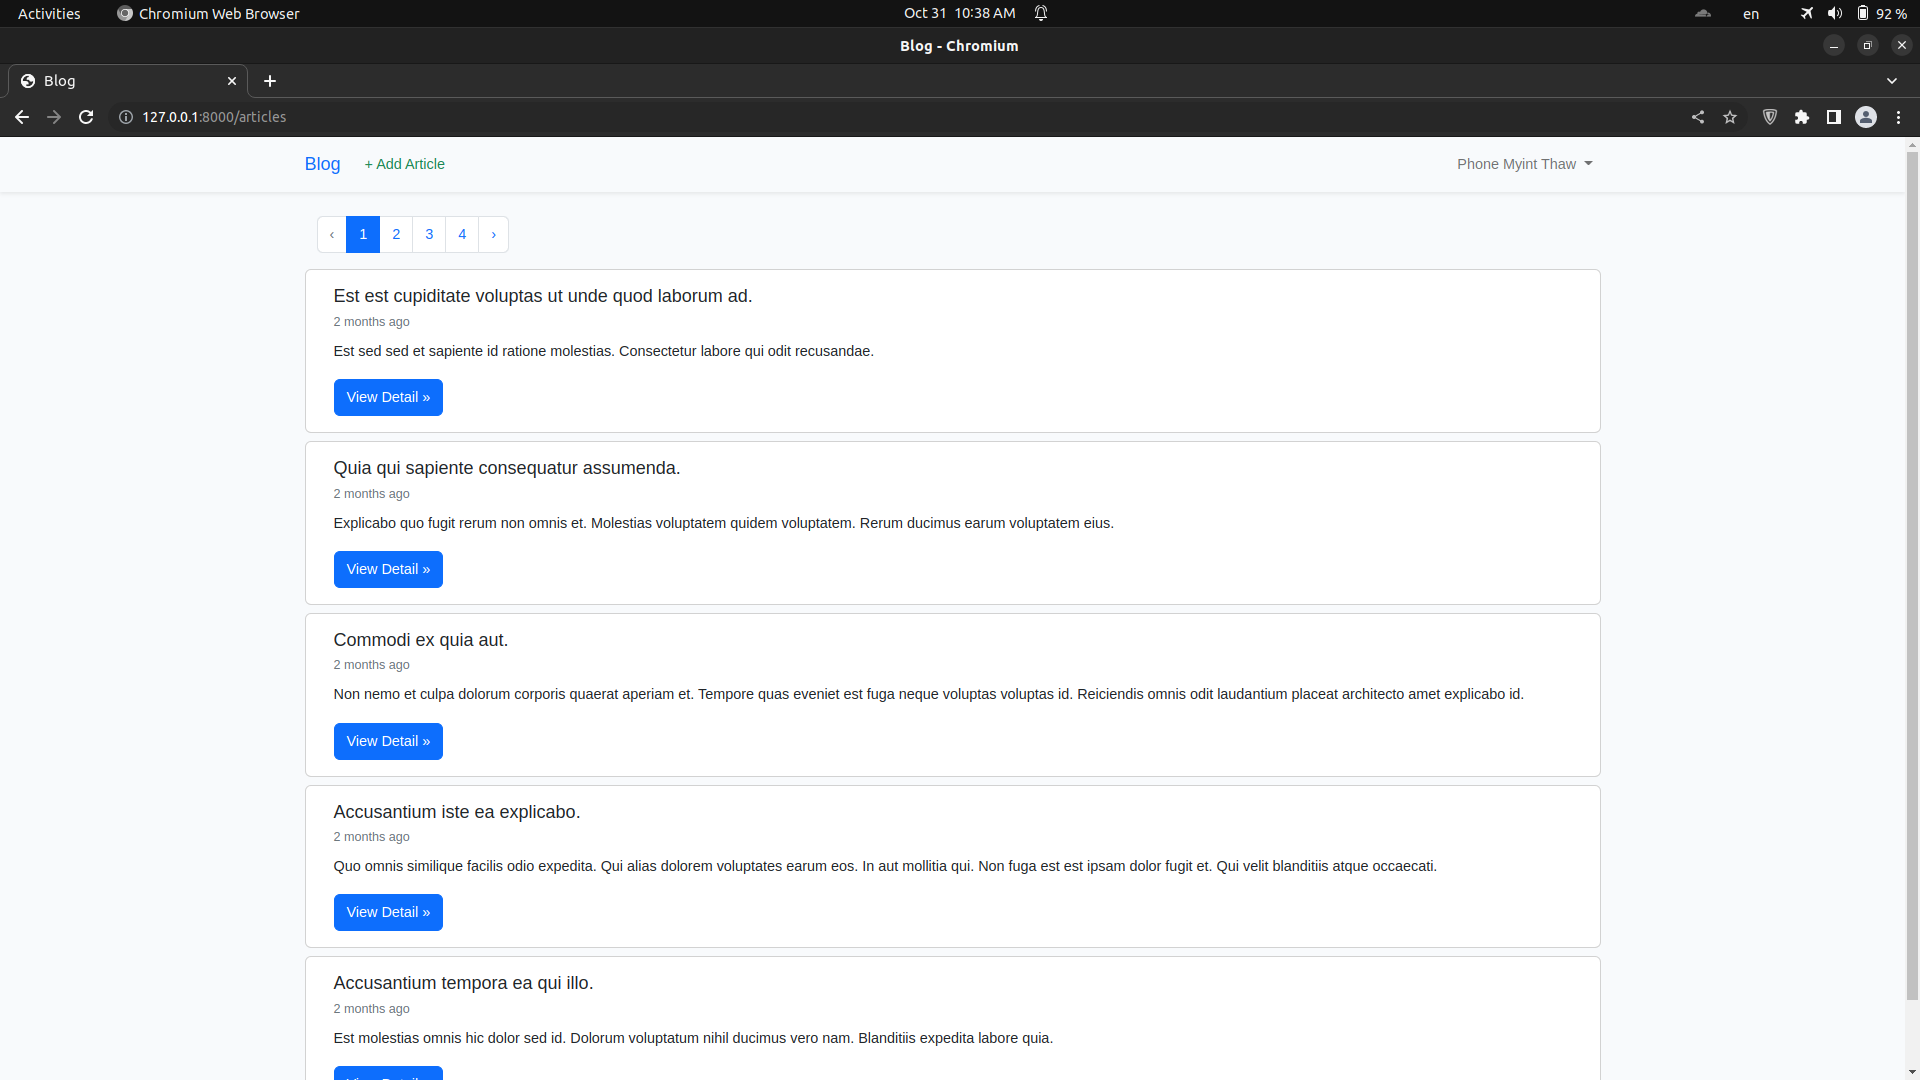 Activities Chromium Web Browser Oct 31 10:38 AM en 92 %
Blog - Chromium
Blog
127.0.0.1:8000/articles
Blog + Add Article Phone Myint Thaw
‹ 1 2 3 4 ›
Est est cupiditate voluptas ut unde quod laborum ad.
2 months ago
Est sed sed et sapiente id ratione molestias. Consectetur labore qui odit recusandae.
View Detail »
Quia qui sapiente consequatur assumenda.
2 months ago
Explicabo quo fugit rerum non omnis et. Molestias voluptatem quidem voluptatem. Rerum ducimus earum voluptatem eius.
View Detail »
Commodi ex quia aut.
2 months ago
Non nemo et culpa dolorum corporis quaerat aperiam et. Tempore quas eveniet est fuga neque voluptas voluptas id. Reiciendis omnis odit laudantium placeat architecto amet explicabo id.
View Detail »
Accusantium iste ea explicabo.
2 months ago
Quo omnis similique facilis odio expedita. Qui alias dolorem voluptates earum eos. In aut mollitia qui. Non fuga est est ipsam dolor fugit et. Qui velit blanditiis atque occaecati.
View Detail »
Accusantium tempora ea qui illo.
2 months ago
Est molestias omnis hic dolor sed id. Dolorum voluptatum nihil ducimus vero nam. Blanditiis expedita labore quia.